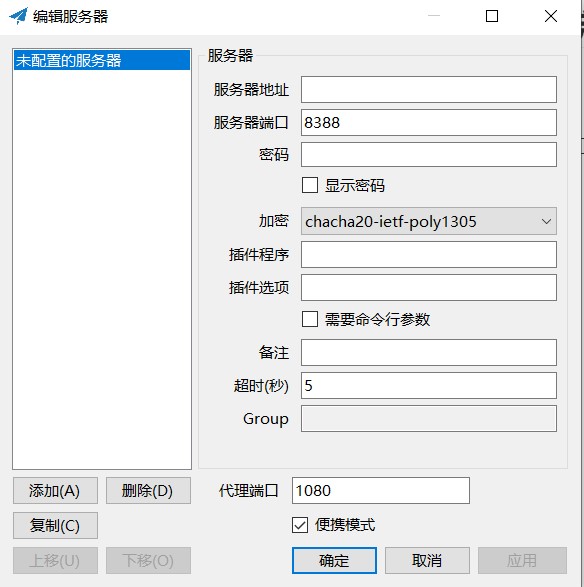 编辑服务器
未配置的服务器
服务器
服务器地址
服务器端口 8388
密码
显示密码
加密 chacha20-ietf-poly1305
插件程序
插件选项
需要命令行参数
备注
超时(秒) 5
Group
添加(A) 删除(D) 代理端口 1080
复制(C) 便携模式
上移(U) 下移(O) 确定 取消 应用